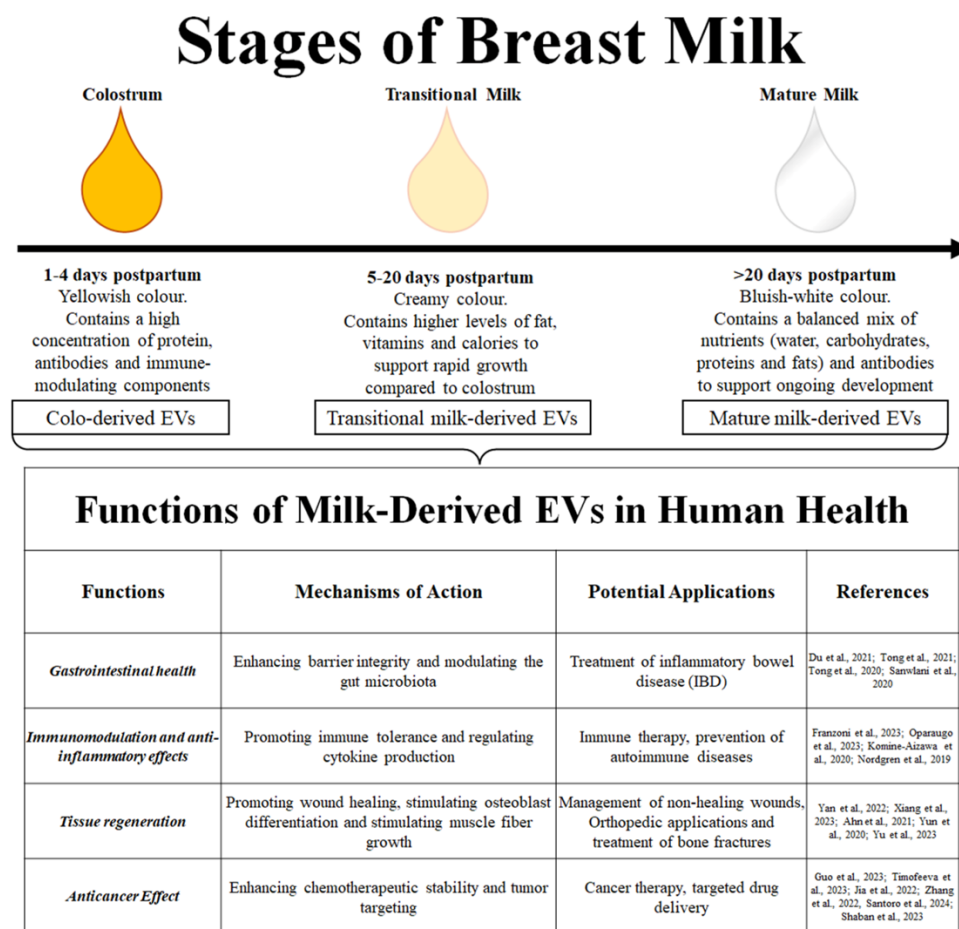 Stages of Breast Milk
Colostrum
Transitional Milk
Mature Milk
1-4 days postpartum
Yellowish colour.
Contains a high
concentration of protein,
antibodies and immune-
modulating components
Colo-derived EVs
5-20 days postpartum
Creamy colour.
Contains higher levels of fat,
vitamins and calories to
support rapid growth
compared to colostrum
Transitional milk-derived EVs
>20 days postpartum
Bluish-white colour.
Contains a balanced mix of
nutrients (water, carbohydrates,
proteins and fats) and antibodies
to support ongoing development
Mature milk-derived EVs
Functions of Milk-Derived EVs in Human Health
Functions
Mechanisms of Action
Potential Applications
References
Gastrointestinal health
Enhancing barrier integrity and modulating the
gut microbiota
Treatment of inflammatory bowel
disease (IBD)
Du et al., 2021; Tong et al., 2021;
Tong et al., 2020; Sanwlani et al.,
2020
Immunomodulation and anti-
inflammatory effects
Promoting immune tolerance and regulating
cytokine production
Immune therapy, prevention of
autoimmune diseases
Franzoni et al., 2023; Oparaugo
et al., 2023; Komine-Aizawa et
al., 2020; Nordgren et al., 2019
Tissue regeneration
Promoting wound healing, stimulating osteoblast
differentiation and stimulating muscle fiber
growth
Management of non-healing wounds,
Orthopedic applications and
treatment of bone fractures
Yan et al., 2022; Xiang et al.,
2023; Ahn et al., 2021; Yun et
al., 2020; Yu et al., 2023
Anticancer Effect
Enhancing chemotherapeutic stability and tumor
targeting
Cancer therapy, targeted drug
delivery
Guo et al., 2023; Timofeeva et
al., 2023; Jia et al., 2022; Zhang
et al., 2022, Santoro et al., 2024;
Shaban et al., 2023